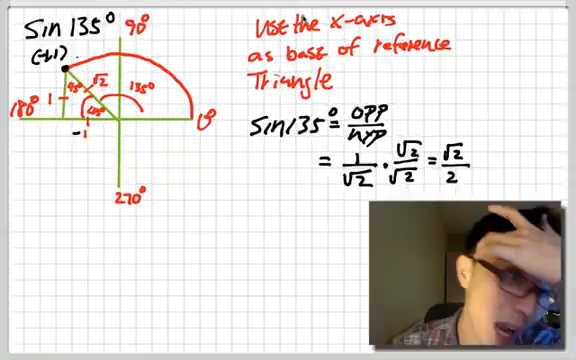 Sin 135°
90°
(-1,1)
√2
45°
135°
1
45°
180°
0°
-1
270°
Use the x-axis
as base of reference
Triangle
Sin 135° = OPP/HYP
= 1/√2 · √2/√2 = √2/2